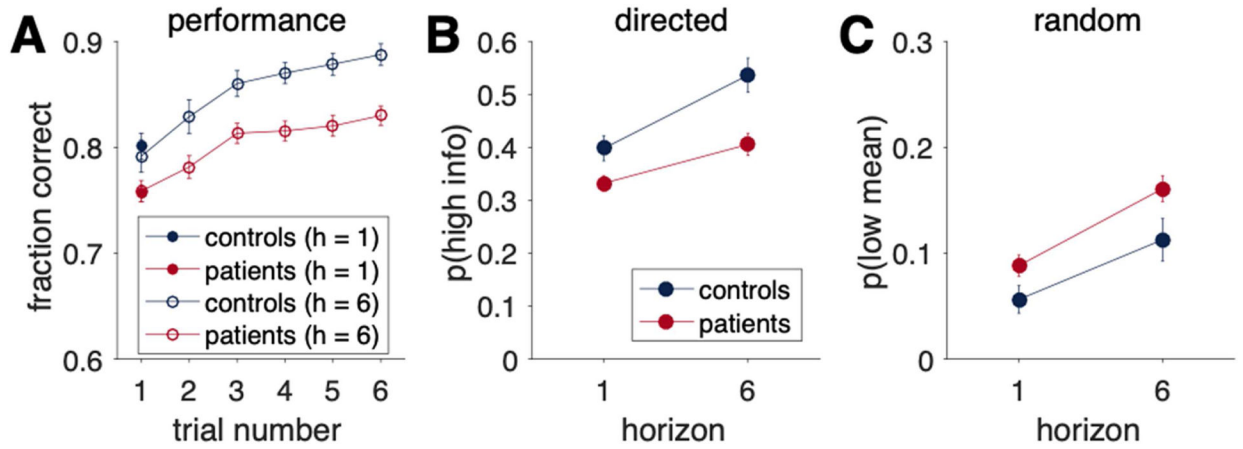 A
performance
0.9
0.8
0.7
0.6
fraction correct
controls (h = 1)
patients (h = 1)
controls (h = 6)
patients (h = 6)
1 2 3 4 5 6
trial number
B
directed
0.6
0.5
0.4
0.3
0.2
0.1
0
p(high info)
controls
patients
1 6
horizon
C
random
0.3
0.2
0.1
0
p(low mean)
1 6
horizon